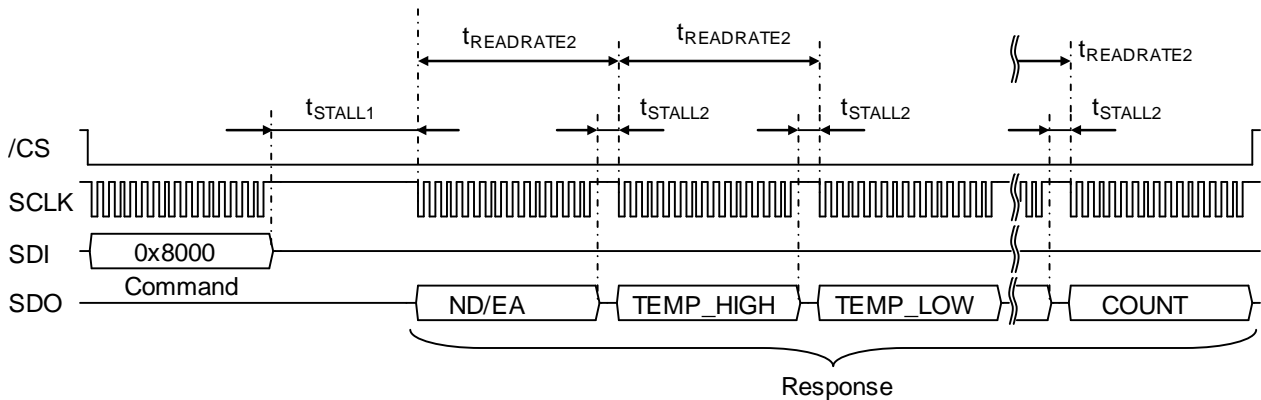 tREADRATE2 tREADRATE2
tREADRATE2
tSTALL1 tSTALL2 tSTALL2 tSTALL2
/CS
SCLK
SDI 0x8000
Command
SDO ND/EA TEMP_HIGH TEMP_LOW COUNT
Response